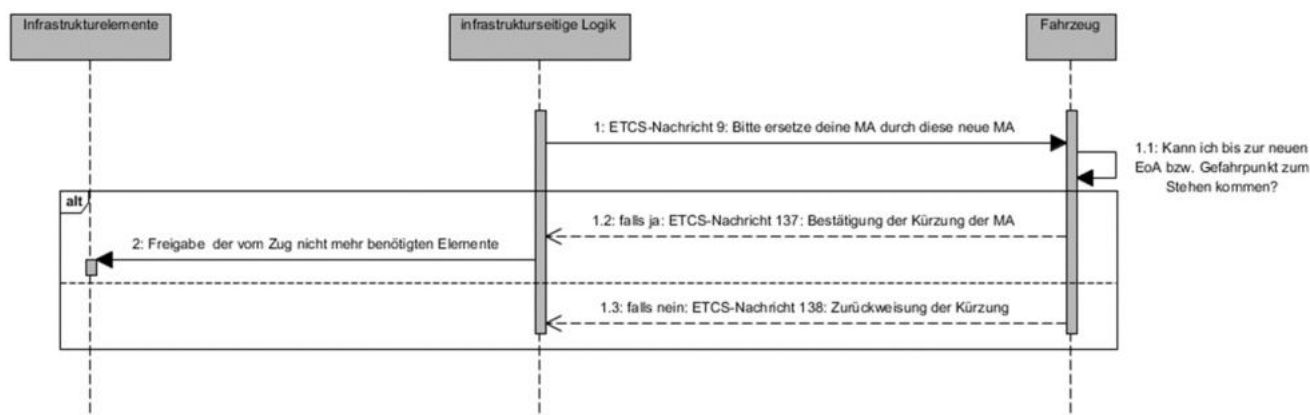 Infrastrukturelemente
infrastrukturseitige Logik
Fahrzeug
1: ETCS-Nachricht 9: Bitte ersetze deine MA durch diese neue MA
1.1: Kann ich bis zur neuen
EoA bzw. Gefahrpunkt zum
Stehen kommen?
alt
1.2: falls ja: ETCS-Nachricht 137: Bestätigung der Kürzung der MA
2: Freigabe der vom Zug nicht mehr benötigten Elemente
1.3: falls nein: ETCS-Nachricht 138: Zurückweisung der Kürzung